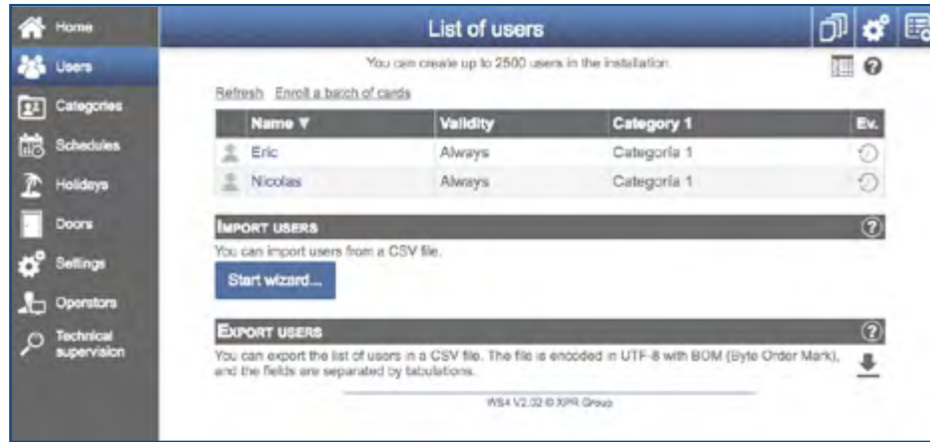 Home
List of users
Users
You can create up to 2500 users in the installation
Refresh Enroll a batch of cards
Categories
Name ▼ Validity Category 1 Ev.
Schedules
Eric Always Categoria 1
Holidays
Nicolas Always Categoria 1
Doors
IMPORT USERS
You can import users from a CSV file.
Settings
Start wizard...
Operators
Technical
supervision
EXPORT USERS
You can export the list of users in a CSV file. The file is encoded in UTF-8 with BOM (Byte Order Mark),
and the fields are separated by tabulations.
WS4 V2.02 © XPR Group